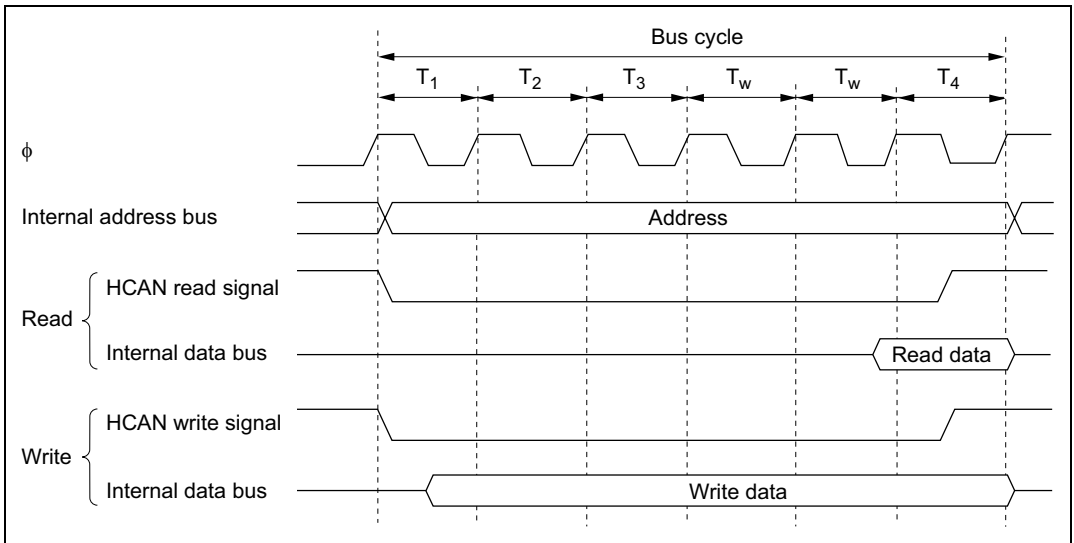 Bus cycle
T1 T2 T3 Tw Tw T4
ϕ
Internal address bus Address
HCAN read signal
Read
Internal data bus Read data
HCAN write signal
Write
Internal data bus Write data